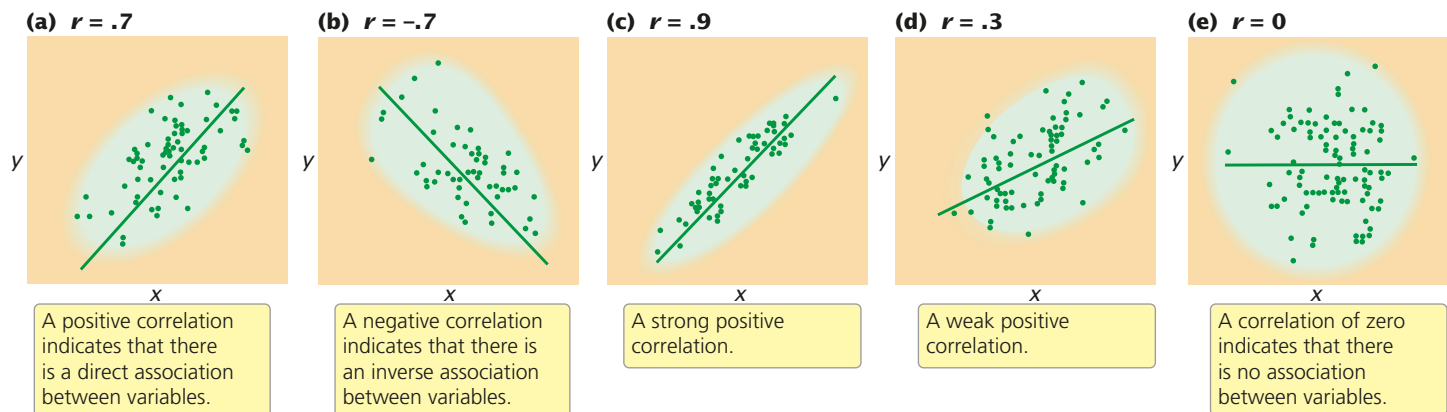 (a) r = .7
y
x
A positive correlation
indicates that there
is a direct association
between variables.
(b) r = –.7
y
x
A negative correlation
indicates that there is
an inverse association
between variables.
(c) r = .9
y
x
A strong positive
correlation.
(d) r = .3
y
x
A weak positive
correlation.
(e) r = 0
y
x
A correlation of zero
indicates that there
is no association
between variables.